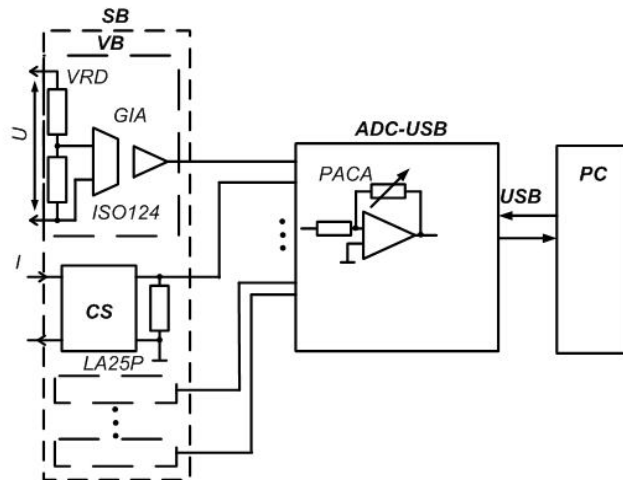 SB
VB
VRD
GIA
U
ISO124
I
CS
LA25P
ADC-USB
PACA
USB
PC